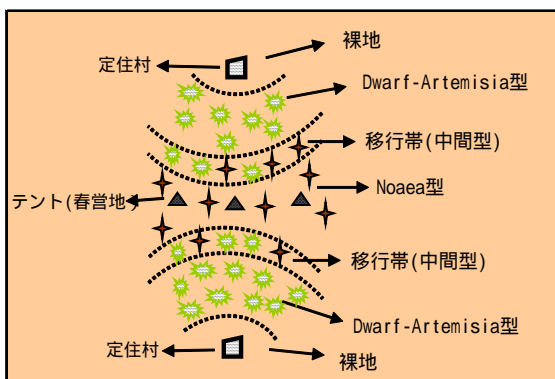 裸地
定住村
Dwarf-Artemisia型
移行帯(中間型)
Noaea型
テント(春営地)
移行帯(中間型)
Dwarf-Artemisia型
定住村
裸地